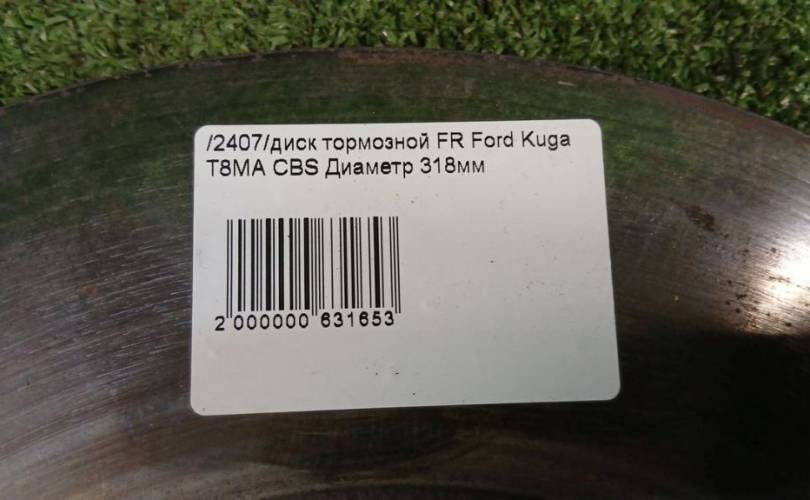 /2407/диск тормозной FR Ford Kuga
T8MA CBS Диаметр 318мм
2 000000 631653